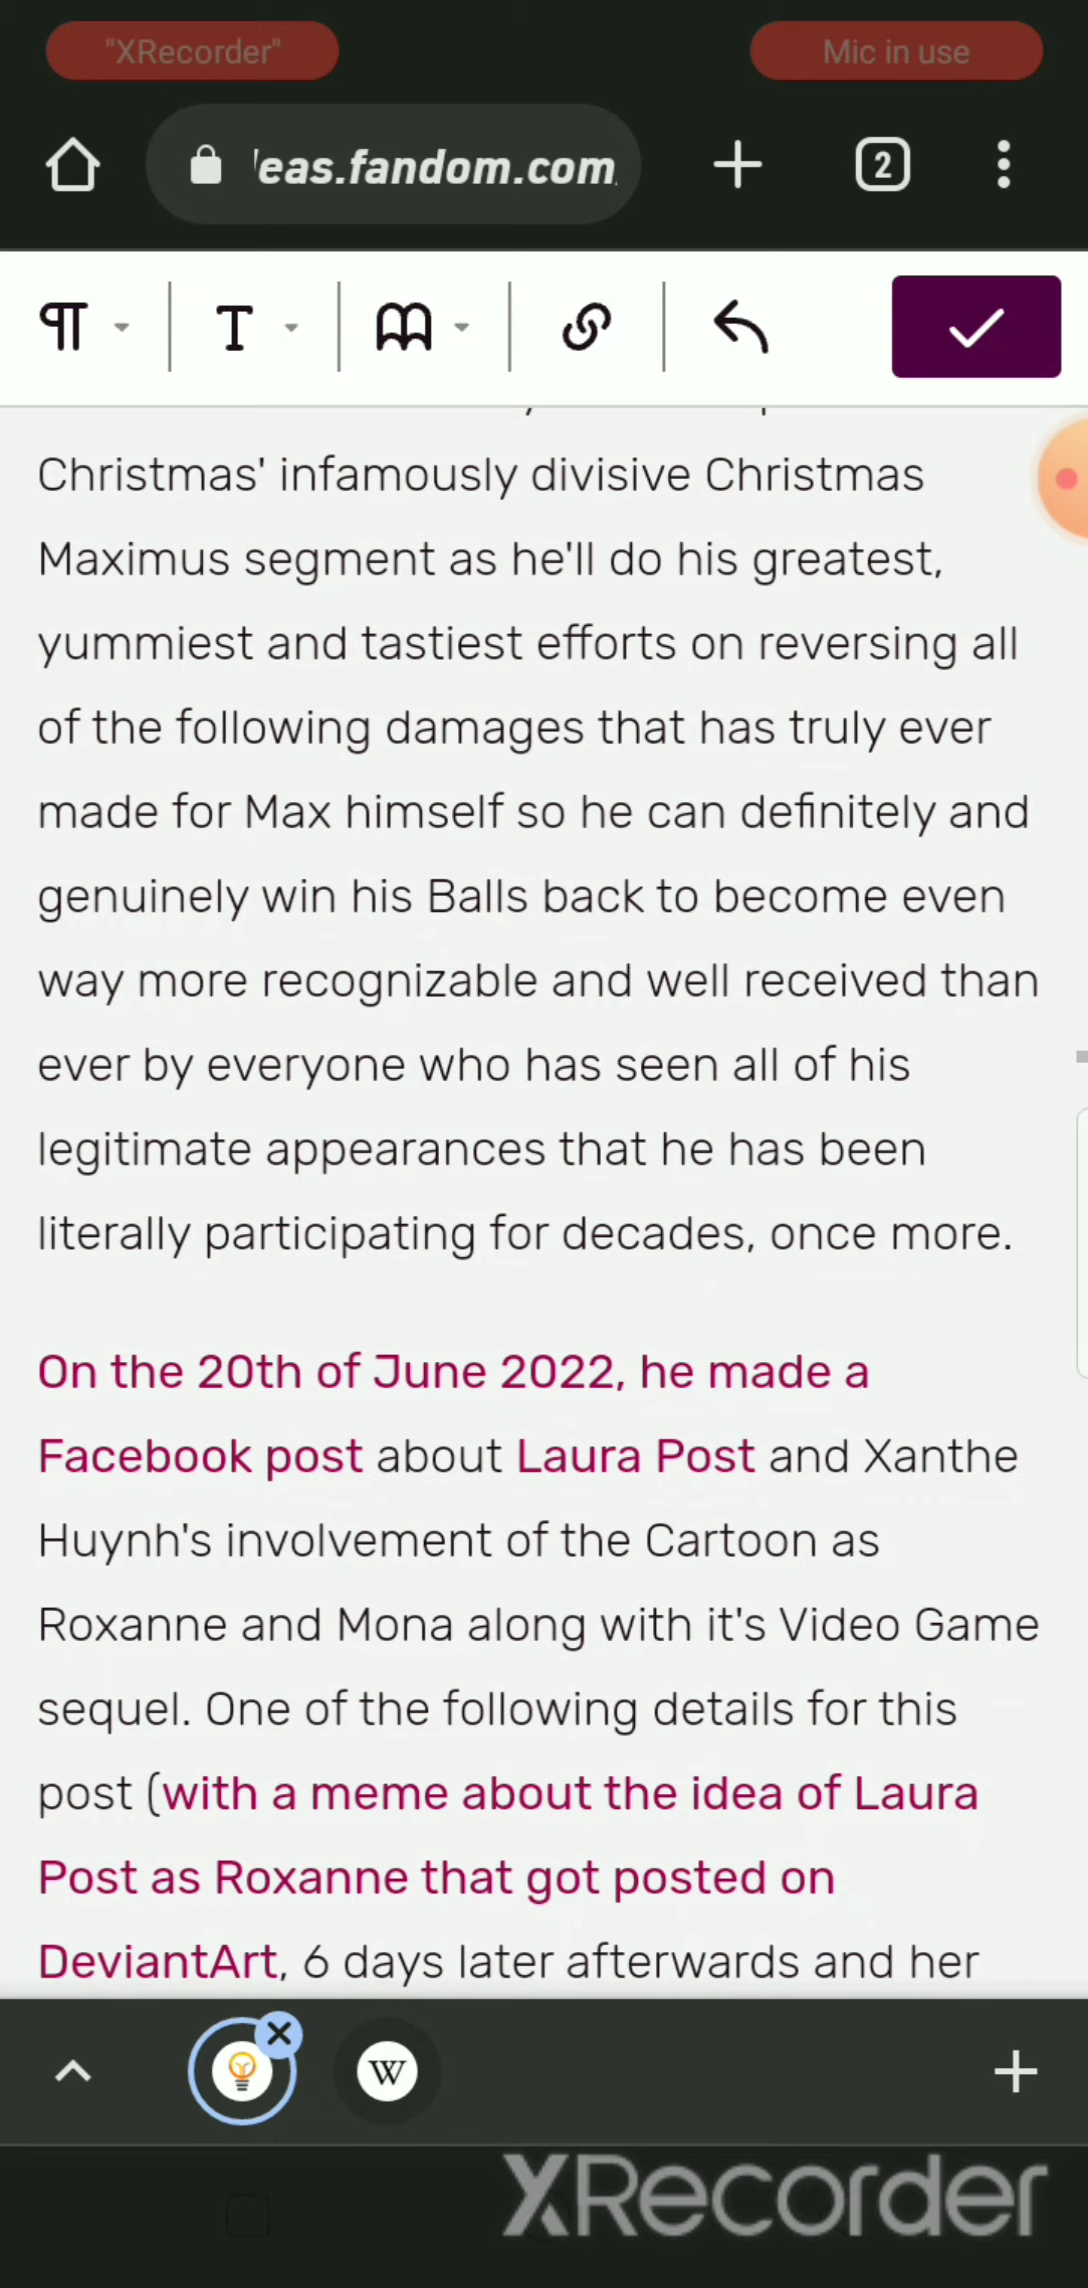 "XRecorder"
Mic in use
eas.fandom.com
2
Christmas' infamously divisive Christmas
Maximus segment as he'll do his greatest,
yummiest and tastiest efforts on reversing all
of the following damages that has truly ever
made for Max himself so he can definitely and
genuinely win his Balls back to become even
way more recognizable and well received than
ever by everyone who has seen all of his
legitimate appearances that he has been
literally participating for decades, once more.
On the 20th of June 2022, he made a
Facebook post about Laura Post and Xanthe
Huynh's involvement of the Cartoon as
Roxanne and Mona along with it's Video Game
sequel. One of the following details for this
post (with a meme about the idea of Laura
Post as Roxanne that got posted on
DeviantArt, 6 days later afterwards and her
W
XRecorder